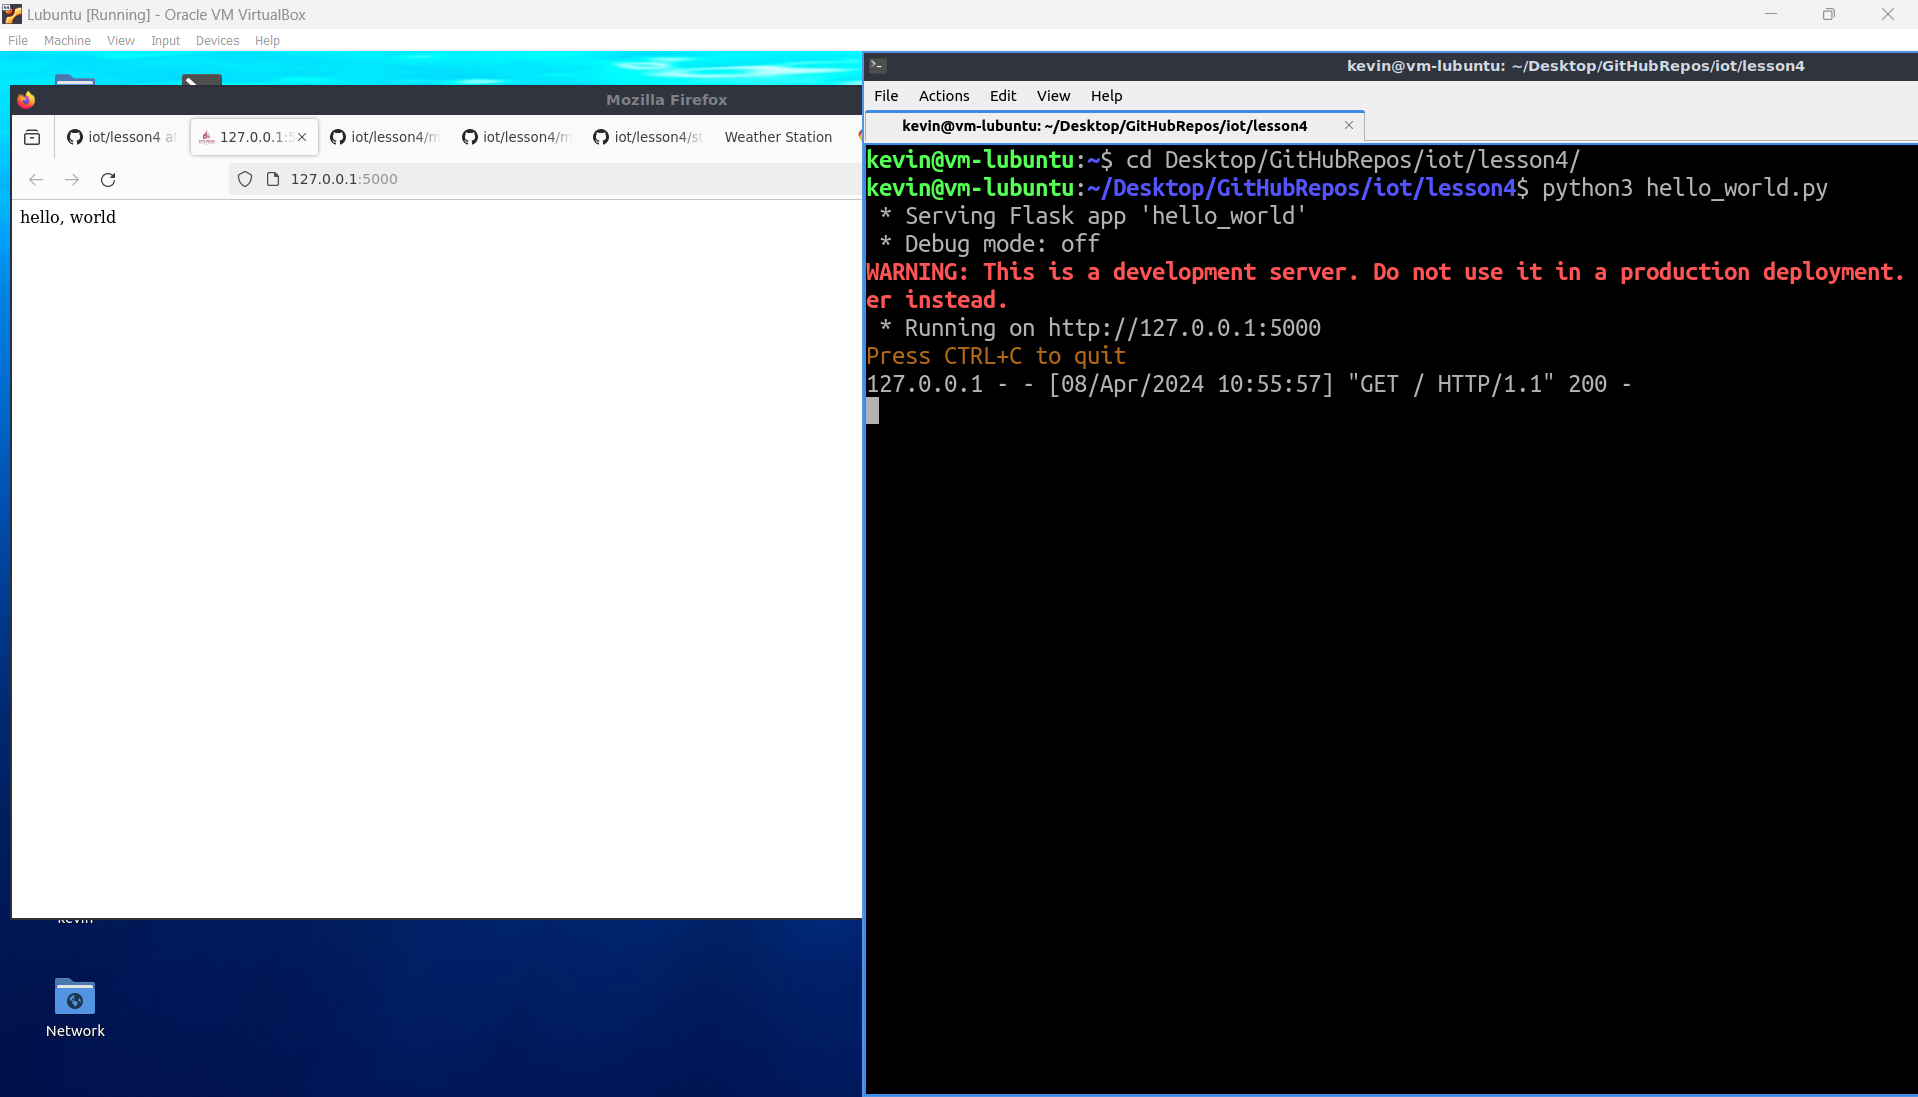 Lubuntu [Running] - Oracle VM VirtualBox
File Machine View Input Devices Help
Mozilla Firefox
iot/lesson4 at
127.0.0.1:5
iot/lesson4/m
iot/lesson4/m
iot/lesson4/st
Weather Station
127.0.0.1:5000
hello, world
Network
kevin@vm-lubuntu: ~/Desktop/GitHubRepos/iot/lesson4
File Actions Edit View Help
kevin@vm-lubuntu: ~/Desktop/GitHubRepos/iot/lesson4
kevin@vm-lubuntu:~$ cd Desktop/GitHubRepos/iot/lesson4/
kevin@vm-lubuntu:~/Desktop/GitHubRepos/iot/lesson4$ python3 hello_world.py
* Serving Flask app 'hello_world'
* Debug mode: off
WARNING: This is a development server. Do not use it in a production deployment.
er instead.
* Running on http://127.0.0.1:5000
Press CTRL+C to quit
127.0.0.1 - - [08/Apr/2024 10:55:57] "GET / HTTP/1.1" 200 -